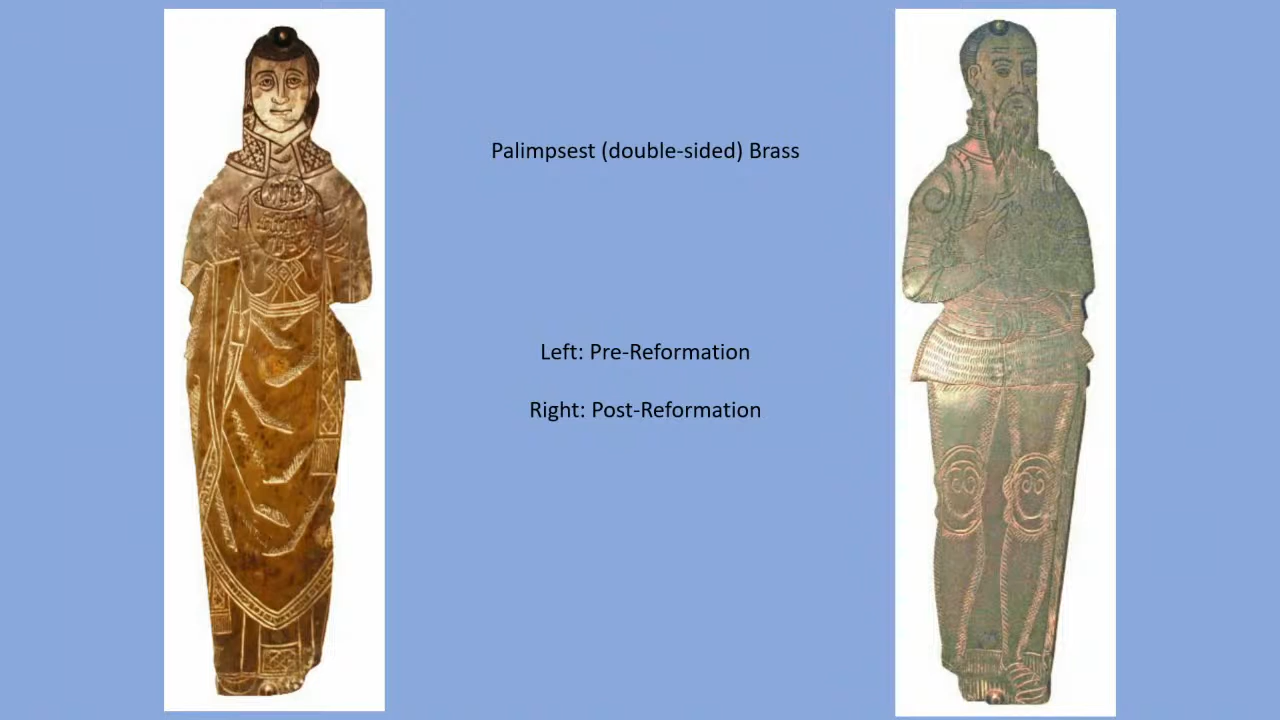 Palimpsest (double-sided) Brass
Left: Pre-Reformation
Right: Post-Reformation